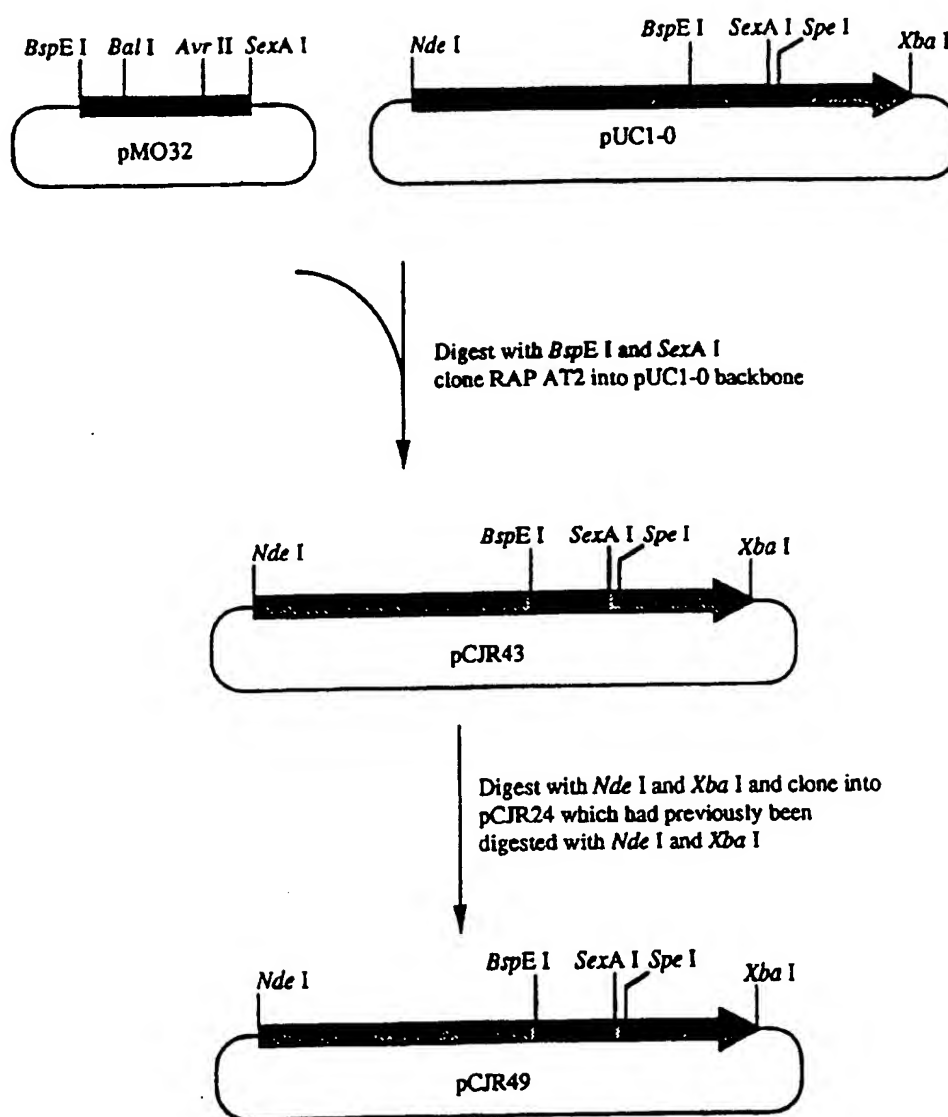 BspE I Bal I Avr II SexA I
pMO32
Nde I BspE I SexA I Spe I Xba I
pUC1-0
Digest with BspE I and SexA I
clone RAP AT2 into pUC1-0 backbone
Nde I BspE I SexA I Spe I Xba I
pCJR43
Digest with Nde I and Xba I and clone into
pCJR24 which had previously been
digested with Nde I and Xba I
Nde I BspE I SexA I Spe I Xba I
pCJR49